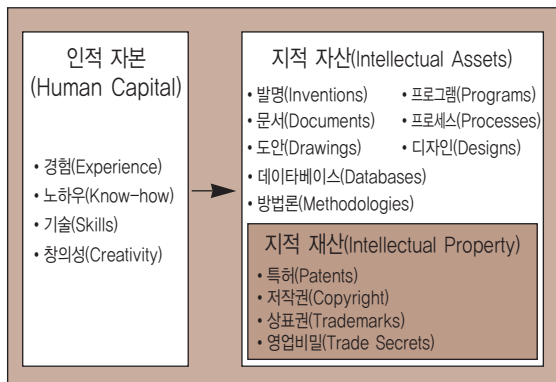 인적 자본
(Human Capital)
• 경험(Experience)
• 노하우(Know-how)
• 기술(Skills)
• 창의성(Creativity)
지적 자산(Intellectual Assets)
• 발명(Inventions) • 프로그램(Programs)
• 문서(Documents) • 프로세스(Processes)
• 도안(Drawings) • 디자인(Designs)
• 데이타베이스(Databases)
• 방법론(Methodologies)
지적 재산(Intellectual Property)
• 특허(Patents)
• 저작권(Copyright)
• 상표권(Trademarks)
• 영업비밀(Trade Secrets)